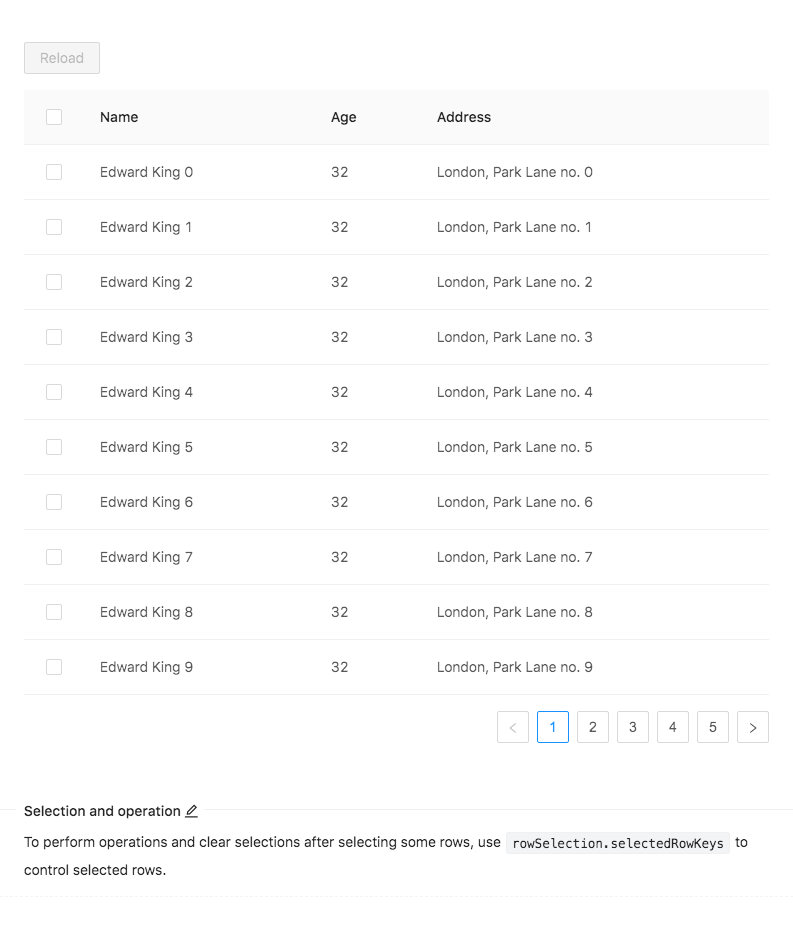 Reload
Name Age Address
Edward King 0 32 London, Park Lane no. 0
Edward King 1 32 London, Park Lane no. 1
Edward King 2 32 London, Park Lane no. 2
Edward King 3 32 London, Park Lane no. 3
Edward King 4 32 London, Park Lane no. 4
Edward King 5 32 London, Park Lane no. 5
Edward King 6 32 London, Park Lane no. 6
Edward King 7 32 London, Park Lane no. 7
Edward King 8 32 London, Park Lane no. 8
Edward King 9 32 London, Park Lane no. 9
< 1 2 3 4 5 >
Selection and operation
To perform operations and clear selections after selecting some rows, use rowSelection.selectedRowKeys to
control selected rows.